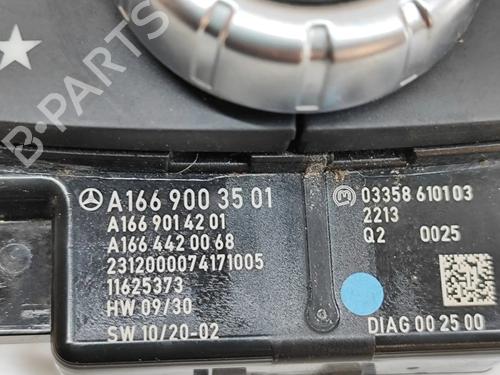 A166 900 35 01
A166 901 42 01
A166 442 00 68
2312000074171005
11625373
HW 09/30
SW 10/20-02
03358 610103
2213
Q2 0025
DIAG 00 25 00
B-PARTS